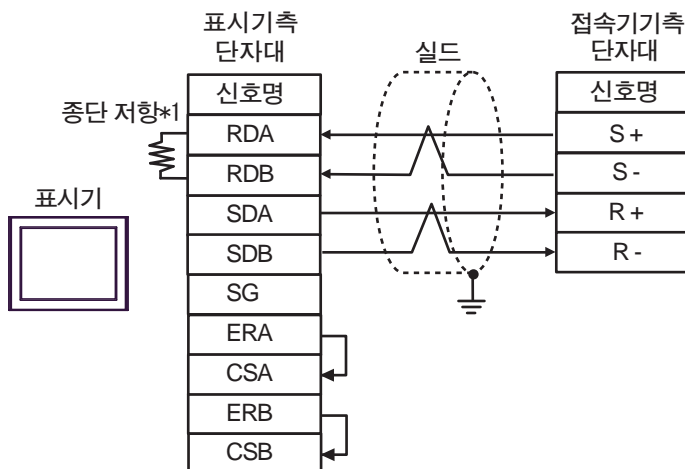 표시기측
단자대
실드
접속기기측
단자대
신호명
신호명
종단 저항*1
RDA
S +
RDB
S -
표시기
SDA
R +
SDB
R -
SG
ERA
CSA
ERB
CSB